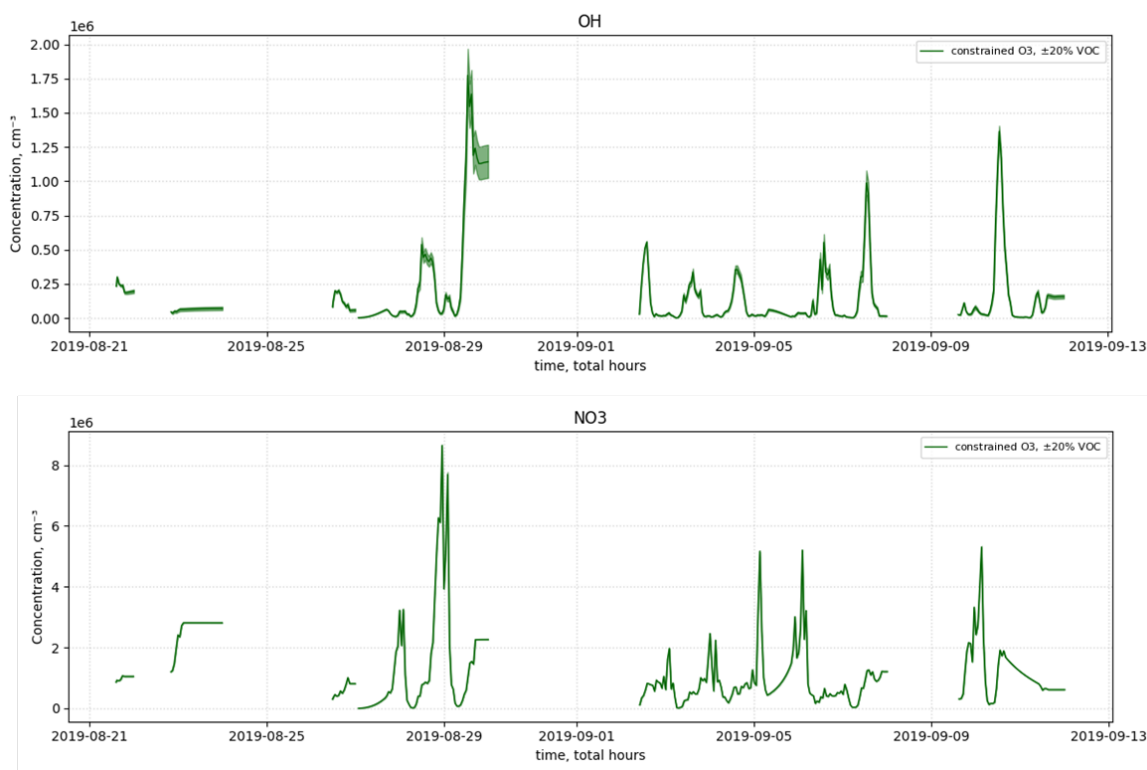 OH
1e6
constrained O3, ±20% VOC
2.00
1.75
1.50
1.25
1.00
0.75
0.50
0.25
0.00
Concentration, cm⁻³
2019-08-21 2019-08-25 2019-08-29 2019-09-01 2019-09-05 2019-09-09 2019-09-13
time, total hours
NO3
1e6
constrained O3, ±20% VOC
8
6
4
2
0
Concentration, cm⁻³
2019-08-21 2019-08-25 2019-08-29 2019-09-01 2019-09-05 2019-09-09 2019-09-13
time, total hours